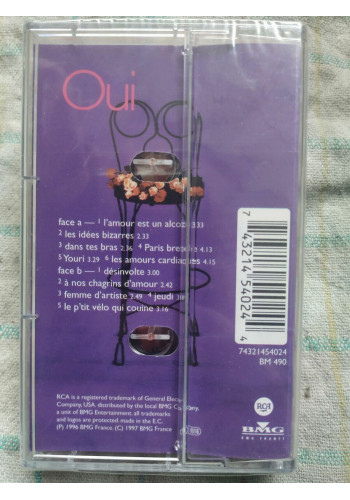 Oui
face a — 1 l'amour est un alcool 3.33
2 les idées bizarres 2.33
3 dans tes bras 2.36 4 Paris 4.13
5 Youri 3.29 6 les amours cardiaques 4.15
face b — 1 désinvolte 3.00
2 à nos chagrins d'amour 2.42
3 femme d'artiste 2.49 4 jeudi
5 le p'tit vélo qui couine 3.16
7 43214 54024 4
74321454024
BM 490
RCA is a registered trademark of General Electric
Company, USA. distributed by the local BMG Company,
a unit of BMG Entertainment. all trademarks
and logos are protected. made in the E.C.
(P) 1996 BMG France. (C) 1997 BMG France
RCA
BMG